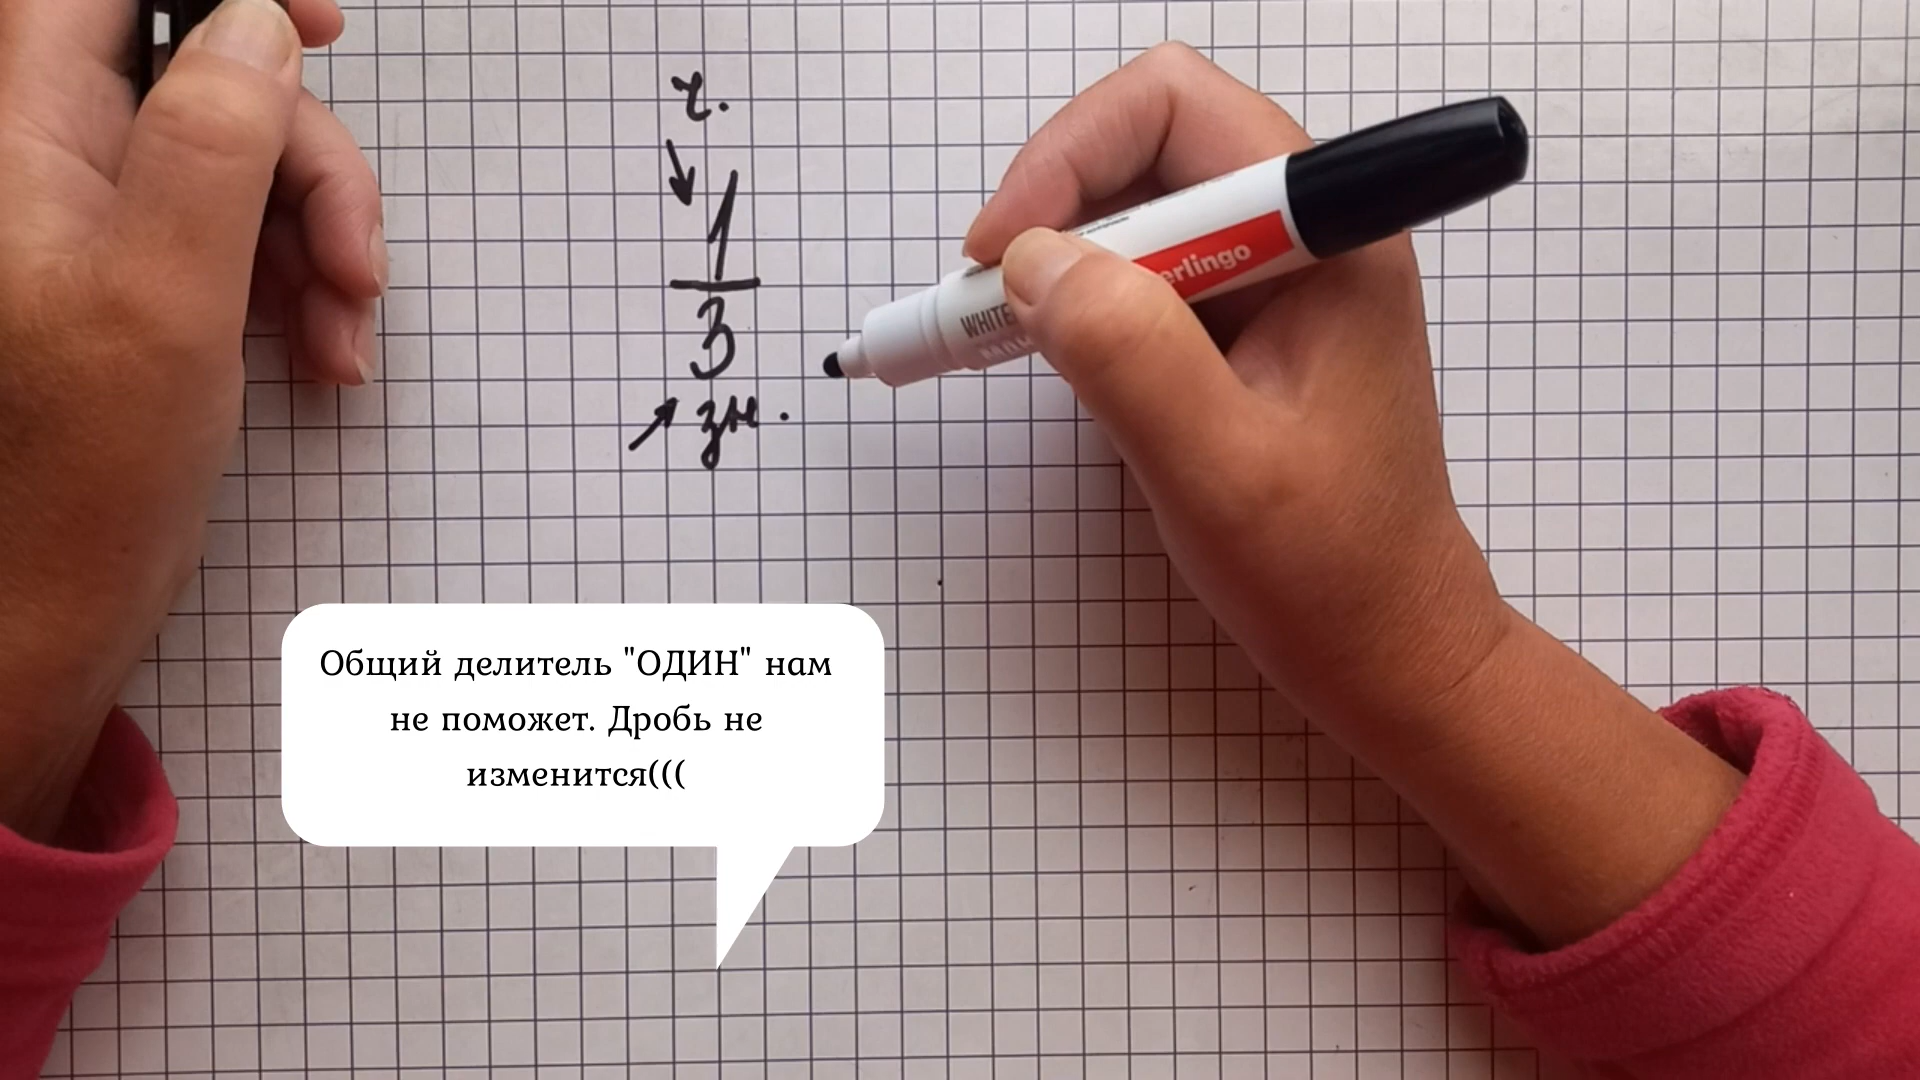 ч.
1
3
зн.
erlingo
WHITE
Общий делитель "ОДИН" нам
не поможет. Дробь не
изменится(((